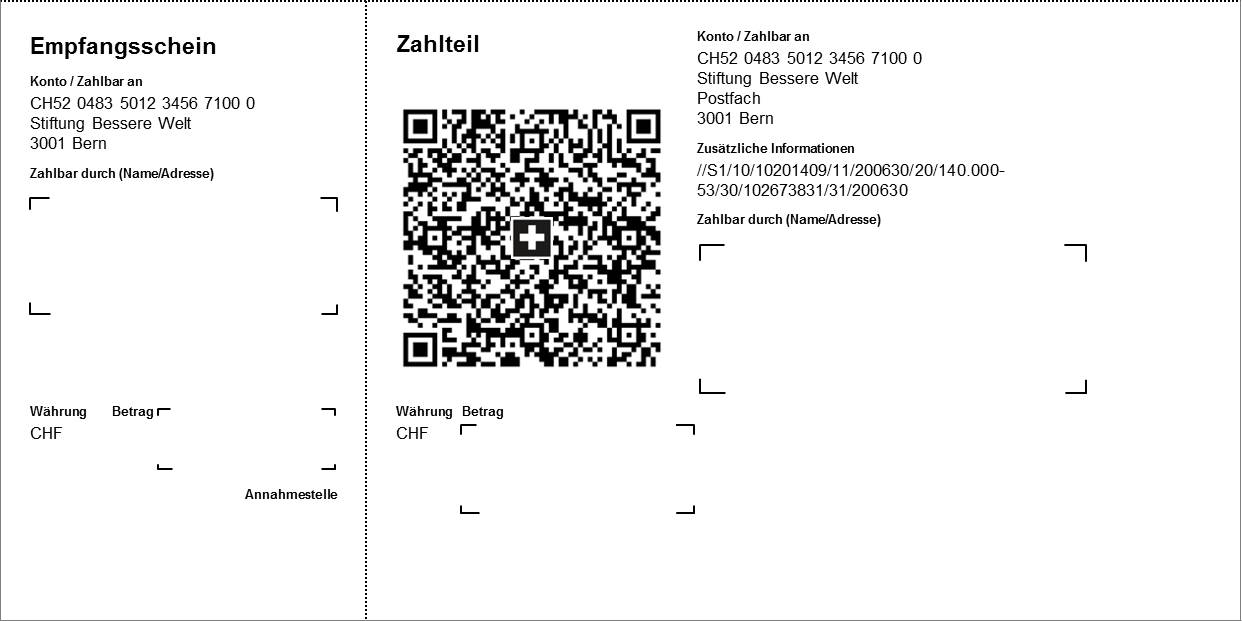 Empfangsschein
Konto / Zahlbar an
CH52 0483 5012 3456 7100 0
Stiftung Bessere Welt
3001 Bern
Zahlbar durch (Name/Adresse)
Währung Betrag
CHF
Annahmestelle
Zahlteil
Währung Betrag
CHF
Konto / Zahlbar an
CH52 0483 5012 3456 7100 0
Stiftung Bessere Welt
Postfach
3001 Bern
Zusätzliche Informationen
//S1/10/10201409/11/200630/20/140.000-
53/30/102673831/31/200630
Zahlbar durch (Name/Adresse)